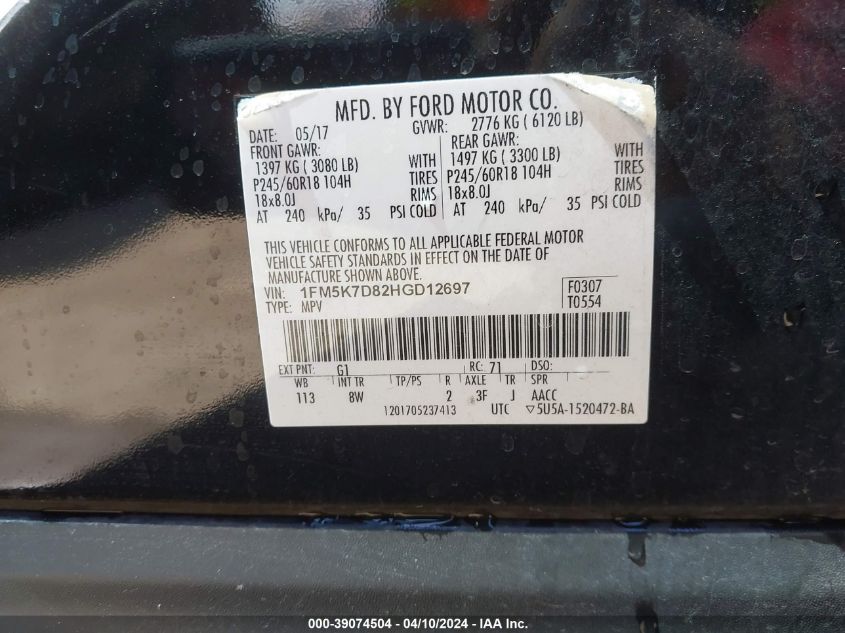 MFD. BY FORD MOTOR CO.
DATE: 05/17 GVWR: 2776 KG ( 6120 LB)
FRONT GAWR: REAR GAWR:
1397 KG ( 3080 LB) WITH 1497 KG ( 3300 LB) WITH
P245/60R18 104H TIRES P245/60R18 104H TIRES
18x8.0J RIMS 18x8.0J RIMS
AT 240 kPa/ 35 PSI COLD AT 240 kPa/ 35 PSI COLD
THIS VEHICLE CONFORMS TO ALL APPLICABLE FEDERAL MOTOR
VEHICLE SAFETY STANDARDS IN EFFECT ON THE DATE OF
MANUFACTURE SHOWN ABOVE.
VIN: 1FM5K7D82HGD12697 F0307
TYPE: MPV T0554
EXT PNT: G1 RC: 71 DSO:
WB INT TR TP/PS R AXLE TR SPR
113 8W 2 3F J AACC
1201705237413 UTC ▽5U5A-1520472-BA
000-39074504 - 04/10/2024 - IAA Inc.